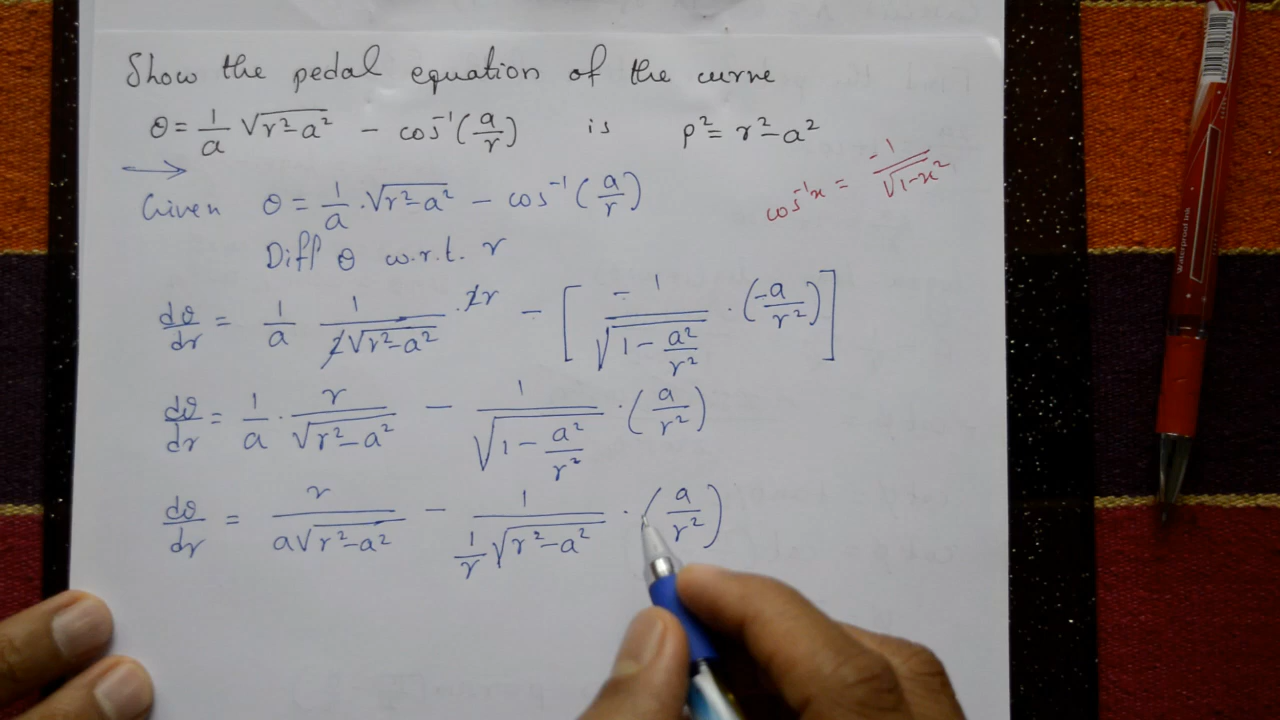 Show the pedal equation of the curve
θ = 1/a √(r²-a²) - cos⁻¹(a/r) is p² = r²-a²
cos⁻¹x = -1/√(1-x²)
→ Given θ = 1/a . √(r²-a²) - cos⁻¹(a/r)
Diff θ w.r.t. r
dθ/dr = 1/a 1/(2√(r²-a²)) . 2r - [ -1/√(1 - a²/r²) . (-a/r²) ]
dθ/dr = 1/a . r/√(r²-a²) - 1/√(1 - a²/r²) . (a/r²)
dθ/dr = r/(a√(r²-a²)) - 1/(1/r √(r²-a²)) . (a/r²)
Waterproof Ink